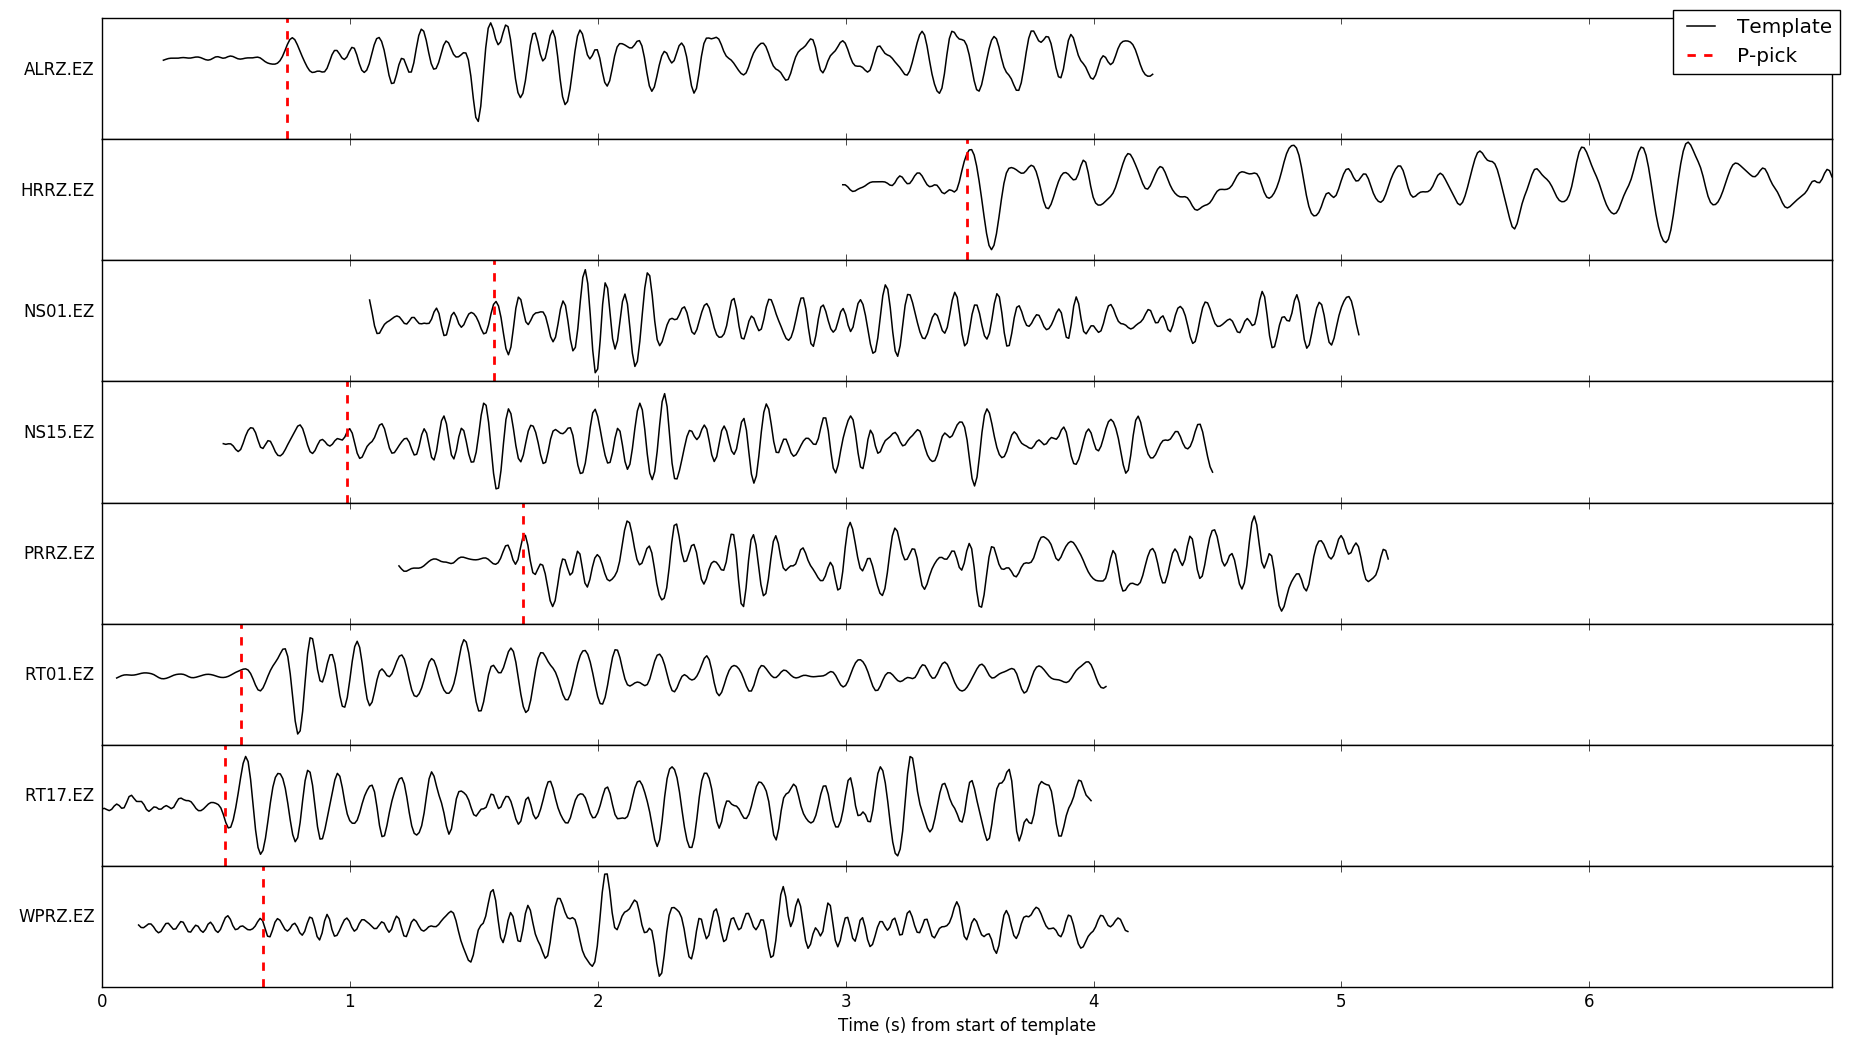 Template
P-pick
ALRZ.EZ
HRRZ.EZ
NS01.EZ
NS15.EZ
PRRZ.EZ
RT01.EZ
RT17.EZ
WPRZ.EZ
0 1 2 3 4 5 6
Time (s) from start of template